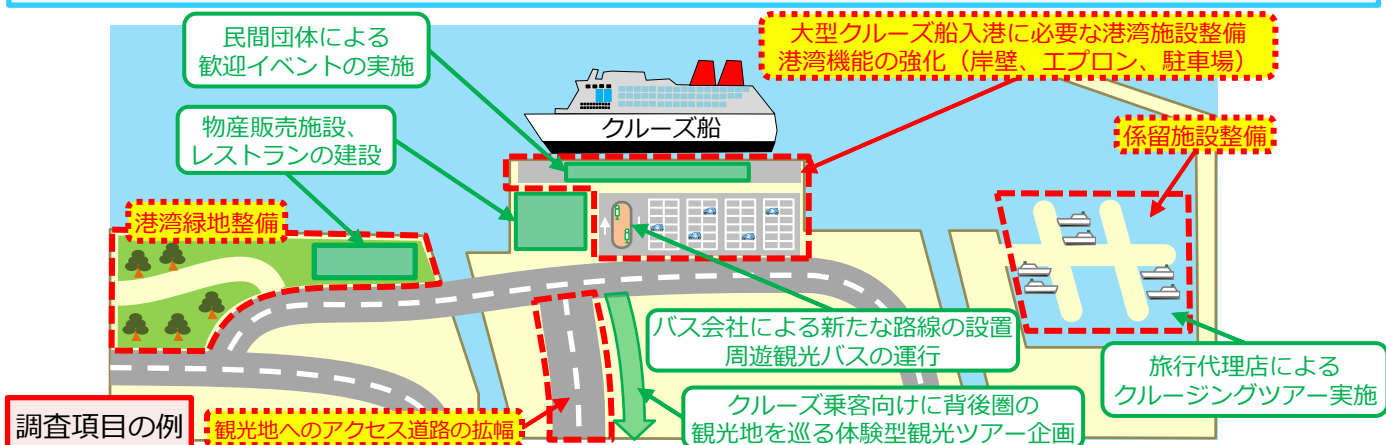 民間団体による
歓迎イベントの実施
大型クルーズ船入港に必要な港湾施設整備
港湾機能の強化（岸壁、エプロン、駐車場）
クルーズ船
物産販売施設、
レストランの建設
係留施設整備
港湾緑地整備
バス会社による新たな路線の設置
周遊観光バスの運行
旅行代理店による
クルージングツアー実施
調査項目の例
観光地へのアクセス道路の拡幅
クルーズ乗客向けに背後圏の
観光地を巡る体験型観光ツアー企画